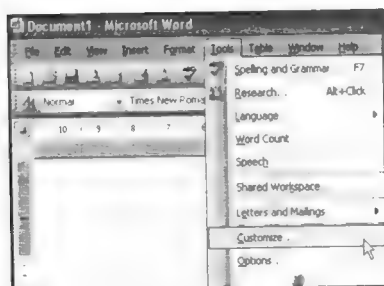 Document1 - Microsoft Word
File Edit View Insert Format Tools Table Window Help
Spelling and Grammar F7
Research... Alt+Click
Language
Word Count
Speech
Shared Workspace
Letters and Mailings
Customize...
Options...
Normal Times New Roma
10 9 8 7